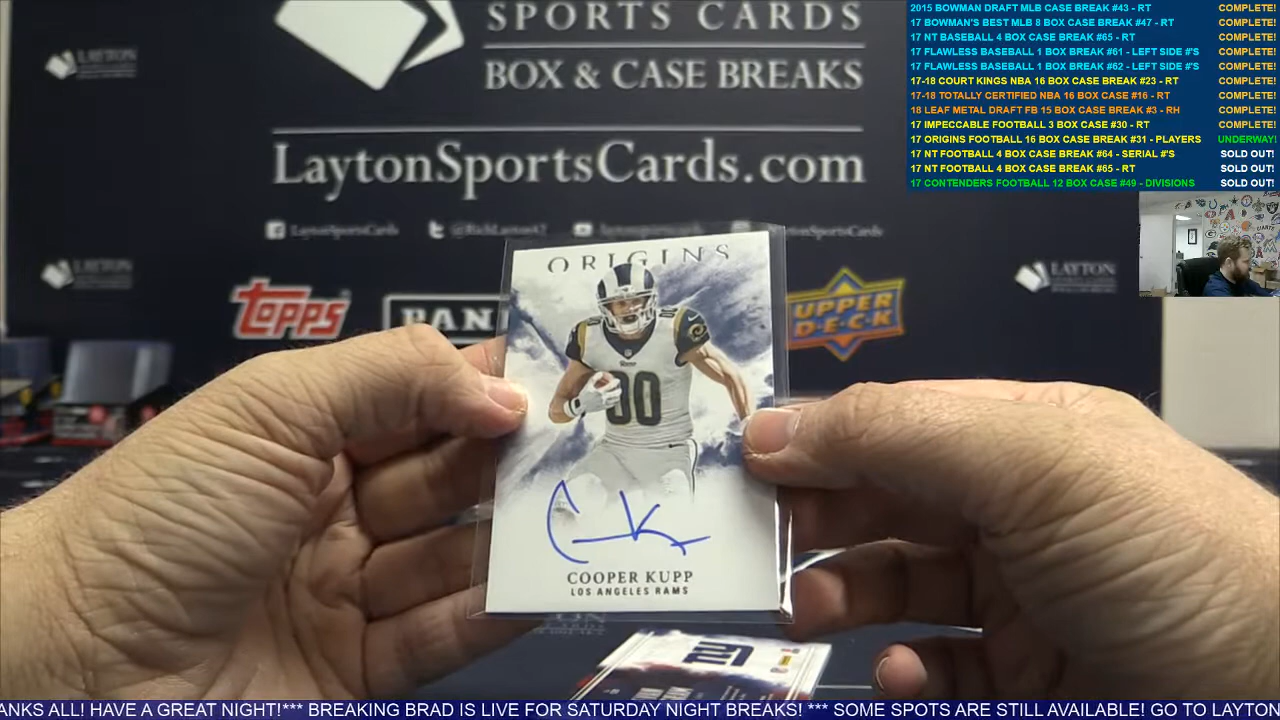 SPORTS CARDS
BOX & CASE BREAKS
LaytonSportsCards.com
LaytonSportsCards
@RichLayton42
LAYTON
LAYTON
LAYTON
Topps
PANI
UPPER
D·E·C·K
ORIGINS
80
COOPER KUPP
LOS ANGELES RAMS
ny
2015 BOWMAN DRAFT MLB CASE BREAK #43 - RT COMPLETE!
17 BOWMAN'S BEST MLB 8 BOX CASE BREAK #47 - RT COMPLETE!
17 NT BASEBALL 4 BOX CASE BREAK #65 - RT COMPLETE!
17 FLAWLESS BASEBALL 1 BOX BREAK #61 - LEFT SIDE #'S COMPLETE!
17 FLAWLESS BASEBALL 1 BOX BREAK #62 - LEFT SIDE #'S COMPLETE!
17-18 COURT KINGS NBA 16 BOX CASE BREAK #23 - RT COMPLETE!
17-18 TOTALLY CERTIFIED NBA 16 BOX CASE #16 - RT COMPLETE!
18 LEAF METAL DRAFT FB 15 BOX CASE BREAK #3 - RH COMPLETE!
17 IMPECCABLE FOOTBALL 3 BOX CASE #30 - RT COMPLETE!
17 ORIGINS FOOTBALL 16 BOX CASE BREAK #31 - PLAYERS UNDERWAY!
17 NT FOOTBALL 4 BOX CASE BREAK #64 - SERIAL #'S SOLD OUT!
17 NT FOOTBALL 4 BOX CASE BREAK #65 - RT SOLD OUT!
17 CONTENDERS FOOTBALL 12 BOX CASE #49 - DIVISIONS SOLD OUT!
ANKS ALL! HAVE A GREAT NIGHT!*** BREAKING BRAD IS LIVE FOR SATURDAY NIGHT BREAKS! *** SOME SPOTS ARE STILL AVAILABLE! GO TO LAYTON